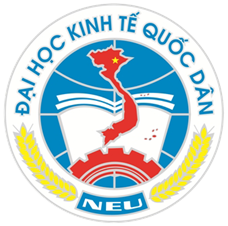 ĐẠI HỌC KINH TẾ QUỐC DÂN
NEU